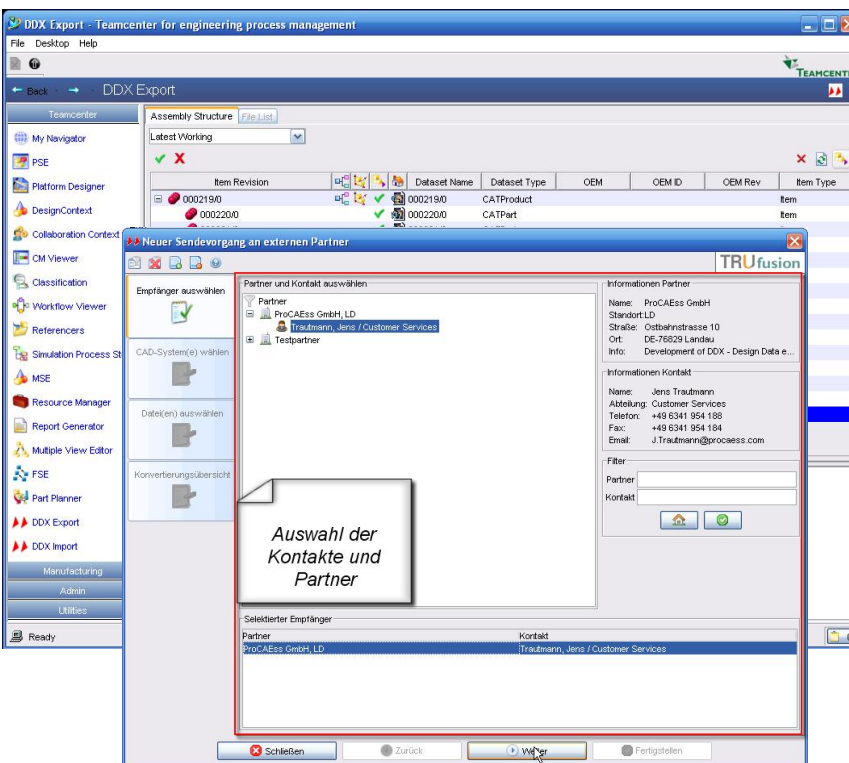 DDX Export - Teamcenter for engineering process management
File Desktop Help
TEAMCENTE
Back DDX Export
Teamcenter
My Navigator
PSE
Platform Designer
DesignContext
Collaboration Context
CM Viewer
Classification
Workflow Viewer
Referencers
Simulation Process St
MSE
Resource Manager
Report Generator
Multiple View Editor
FSE
Part Planner
DDX Export
DDX Import
Manufacturing
Admin
Utilities
Ready
Assembly Structure File List
Latest Working
Item Revision Dataset Name Dataset Type OEM OEM ID OEM Rev Item Type
000219/0 000219/0 CATProduct Item
000220/0 000220/0 CATPart Item
Neuer Sendevorgang an externen Partner
TRUfusion
Empfänger auswählen
CAD-System(e) wählen
Datei(en) auswählen
Konvertierungsübersicht
Partner und Kontakt auswählen
Partner
ProCAEss GmbH, LD
Trautmann, Jens / Customer Services
Testpartner
Auswahl der
Kontakte und
Partner
Informationen Partner
Name: ProCAEss GmbH
Standort:LD
Straße: Ostbahnstrasse 10
Ort: DE-76829 Landau
Info: Development of DDX - Design Data e...
Informationen Kontakt
Name: Jens Trautmann
Abteilung: Customer Services
Telefon: +49 6341 954 188
Fax: +49 6341 954 184
Email: J.Trautmann@procaess.com
Filter
Partner
Kontakt
Selektierter Empfänger
Partner Kontakt
ProCAEss GmbH, LD Trautmann, Jens / Customer Services
Schließen Zurück Weiter Fertigstellen